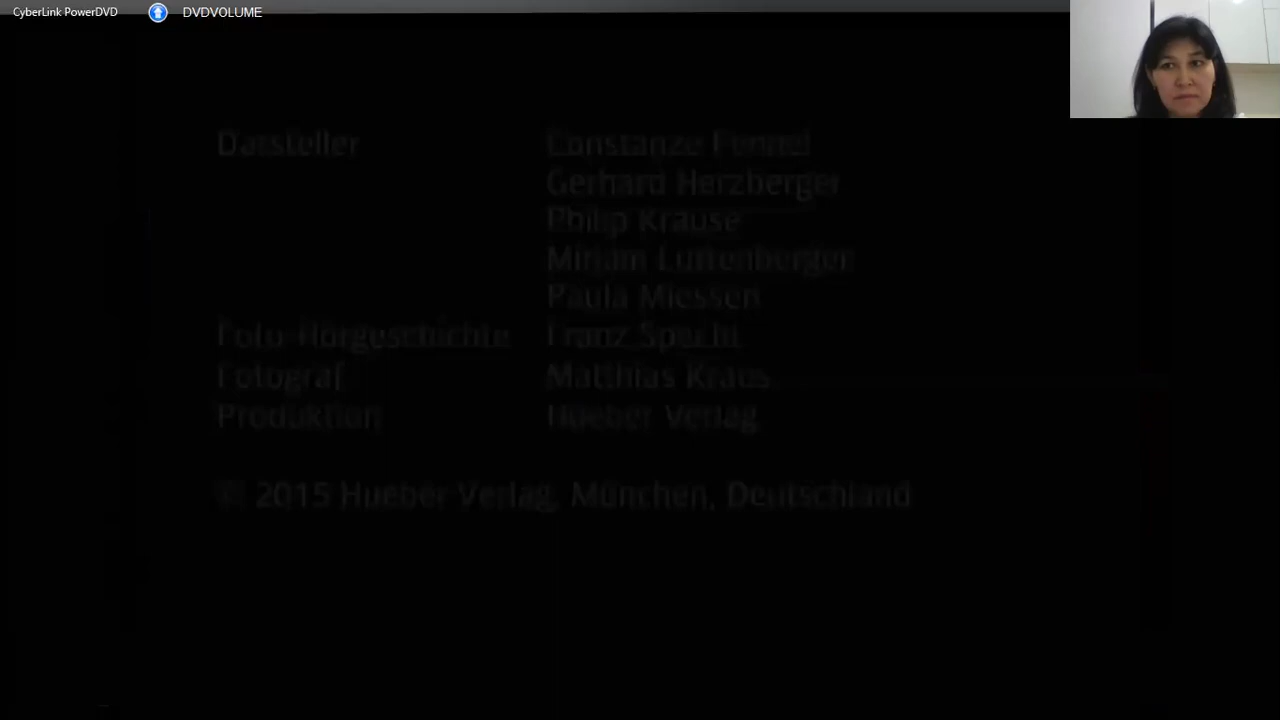 CyberLink PowerDVD DVDVOLUME
Darsteller Constanze Fennel
Gerhard Herzberger
Philip Krause
Mirjam Luttenberger
Paula Miessen
Foto-Hörgeschichte Franz Specht
Fotograf Matthias Kraus
Produktion Hueber Verlag
© 2015 Hueber Verlag, München, Deutschland